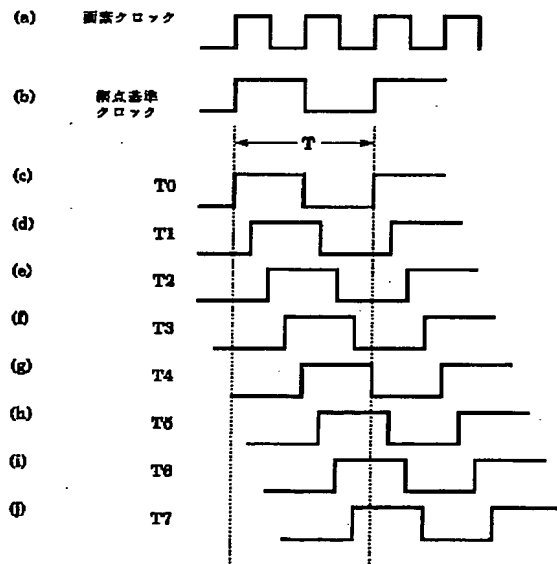 (a) 画素クロック
(b) 網点基準
クロック
T
(c) T0
(d) T1
(e) T2
(f) T3
(g) T4
(h) T5
(i) T6
(j) T7